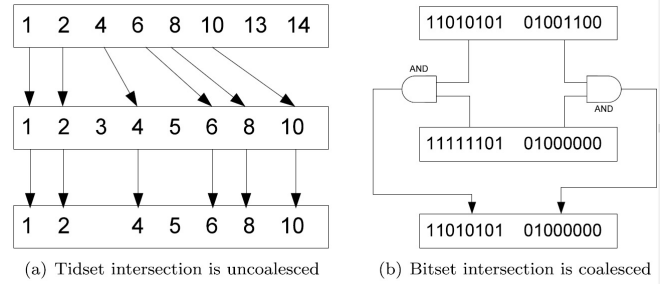 1 2 4 6 8 10 13 14
1 2 3 4 5 6 8 10
1 2 4 5 6 8 10
(a) Tidset intersection is uncoalesced
11010101 01001100
AND
AND
11111101 01000000
11010101 01000000
(b) Bitset intersection is coalesced